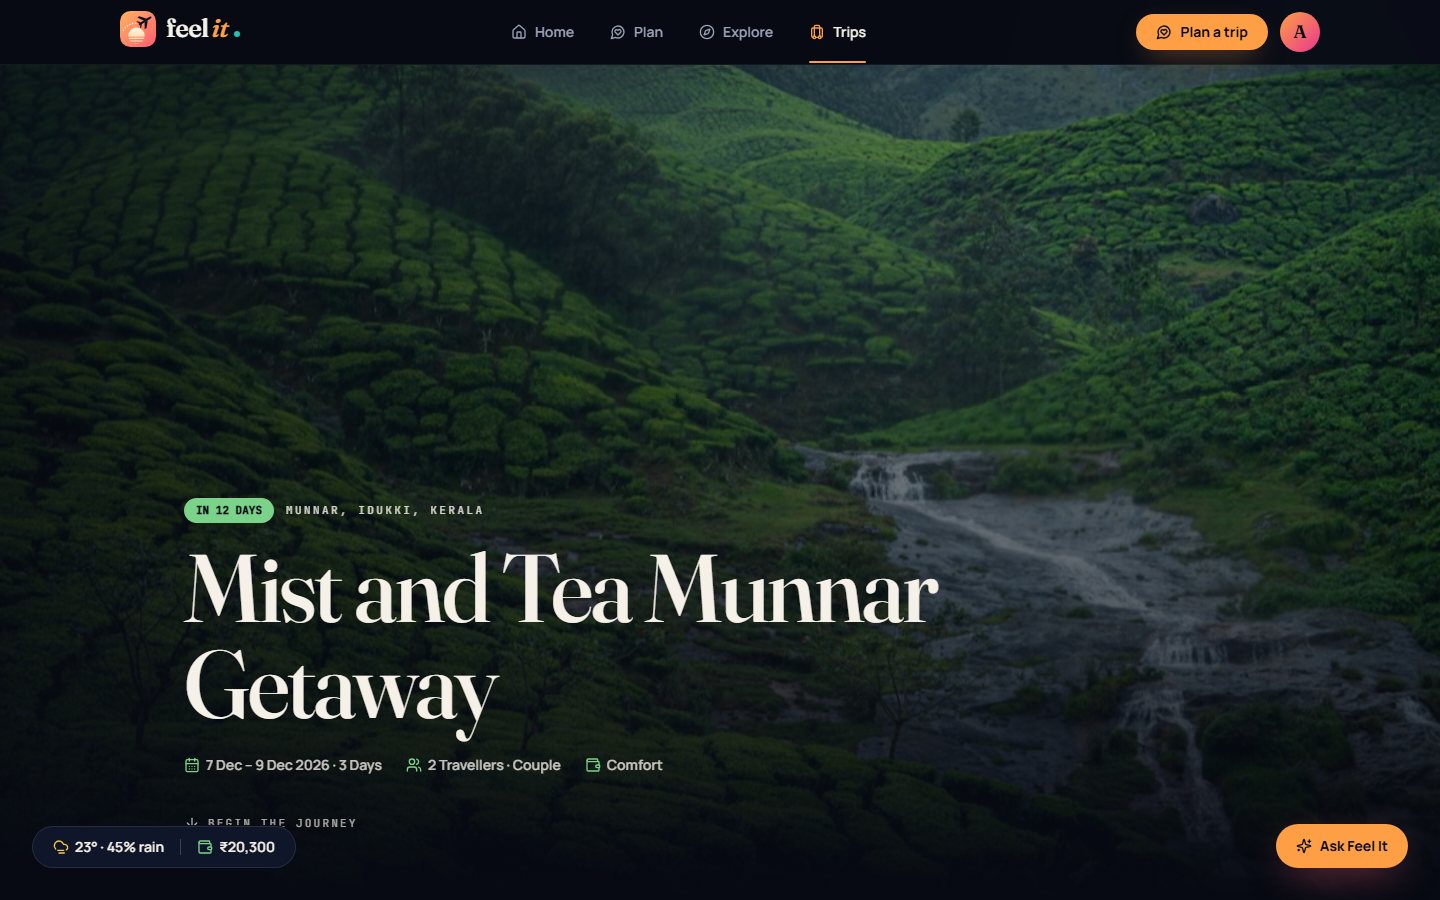 feel it.
Home
Plan
Explore
Trips
Plan a trip
A
IN 12 DAYS
MUNNAR, IDUKKI, KERALA
Mist and Tea Munnar
Getaway
7 Dec – 9 Dec 2026 · 3 Days
2 Travellers · Couple
Comfort
BEGIN THE JOURNEY
23° · 45% rain
₹20,300
Ask Feel It